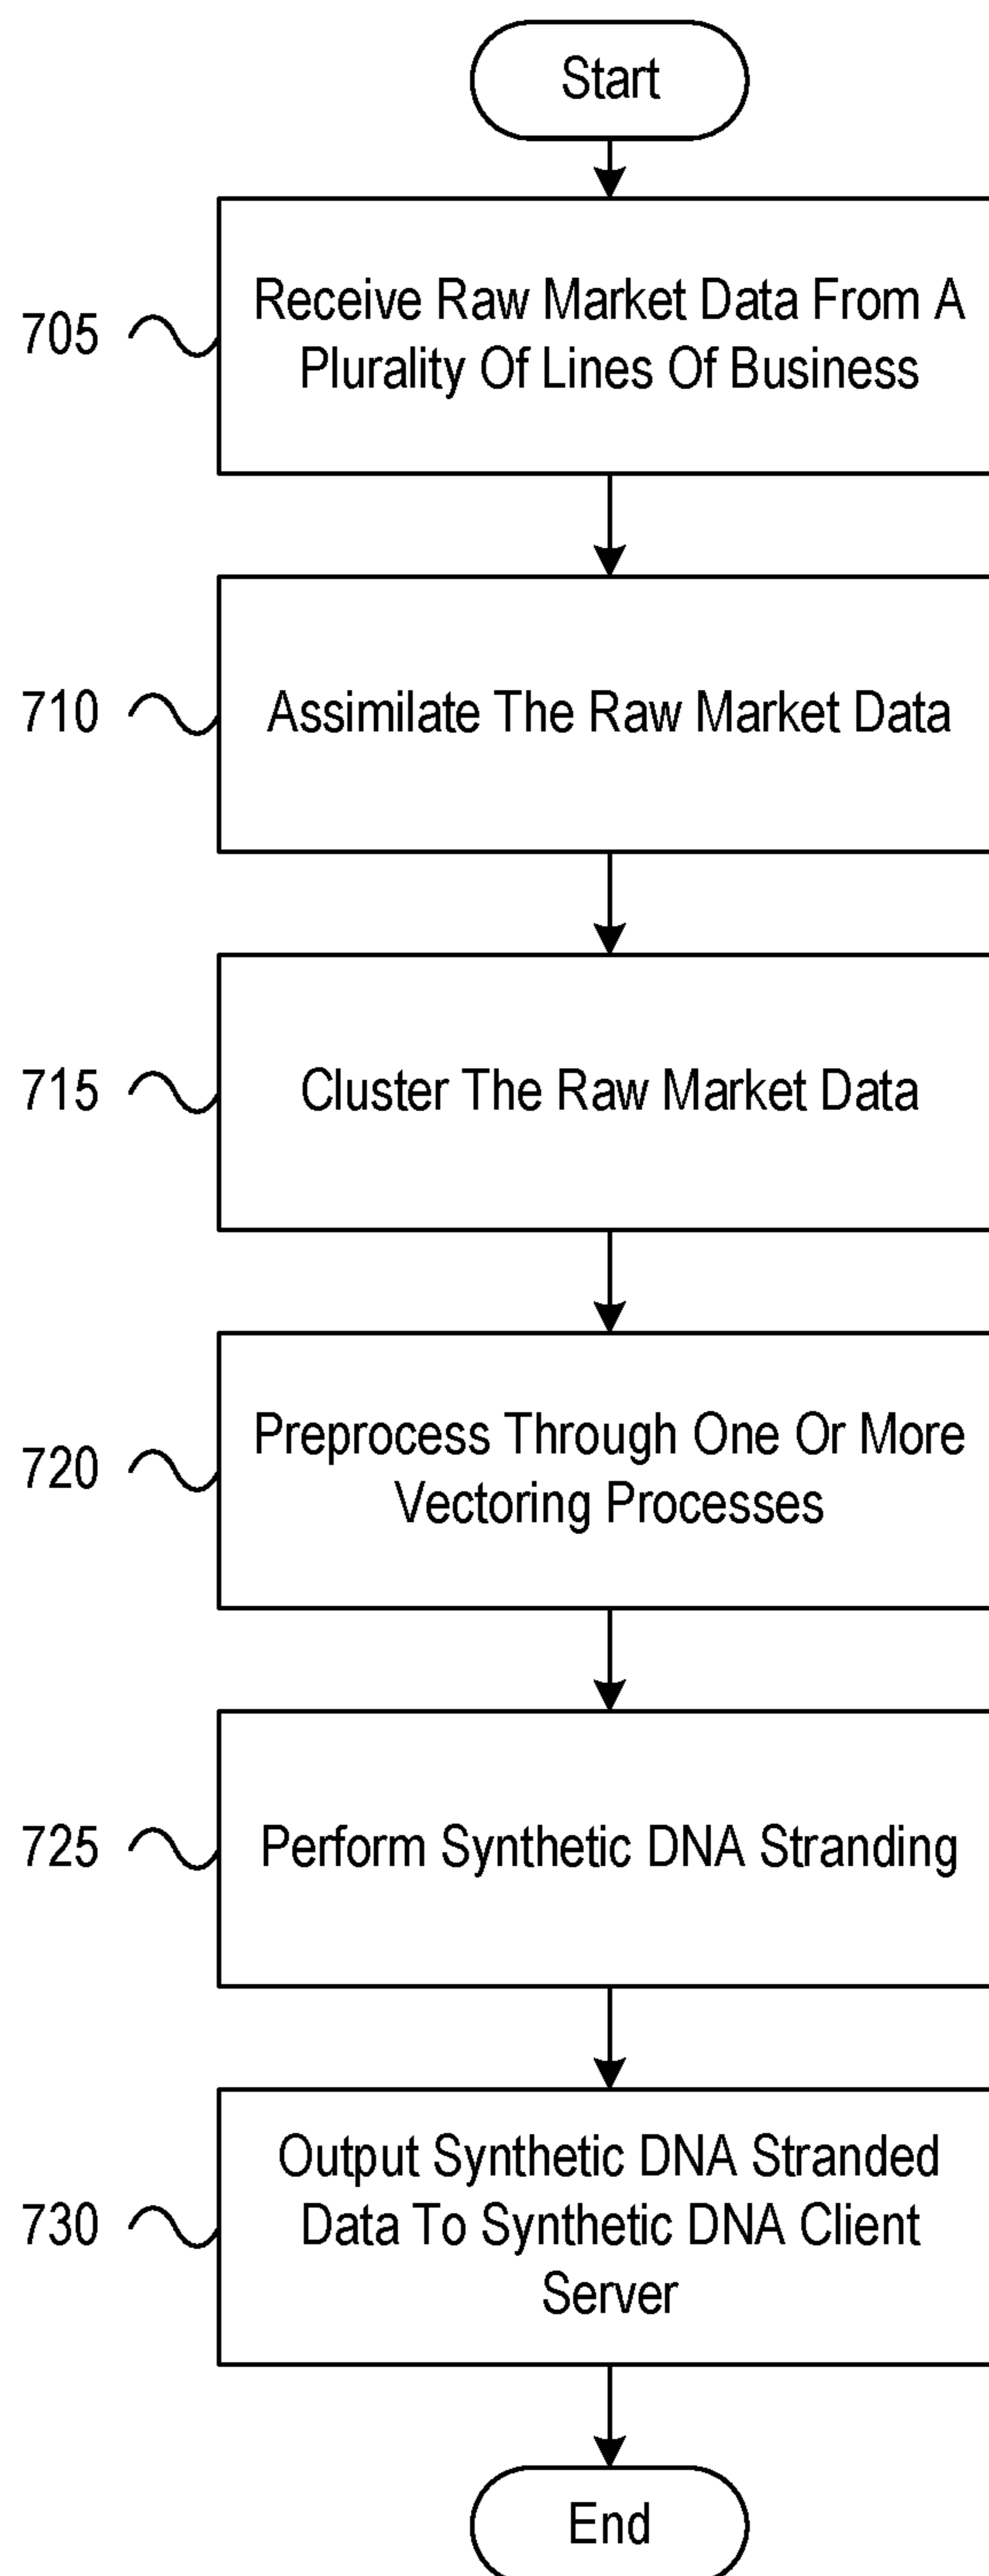 Start
705
Receive Raw Market Data From A
Plurality Of Lines Of Business
710
Assimilate The Raw Market Data
715
Cluster The Raw Market Data
720
Preprocess Through One Or More
Vectoring Processes
725
Perform Synthetic DNA Stranding
730
Output Synthetic DNA Stranded
Data To Synthetic DNA Client
Server
End